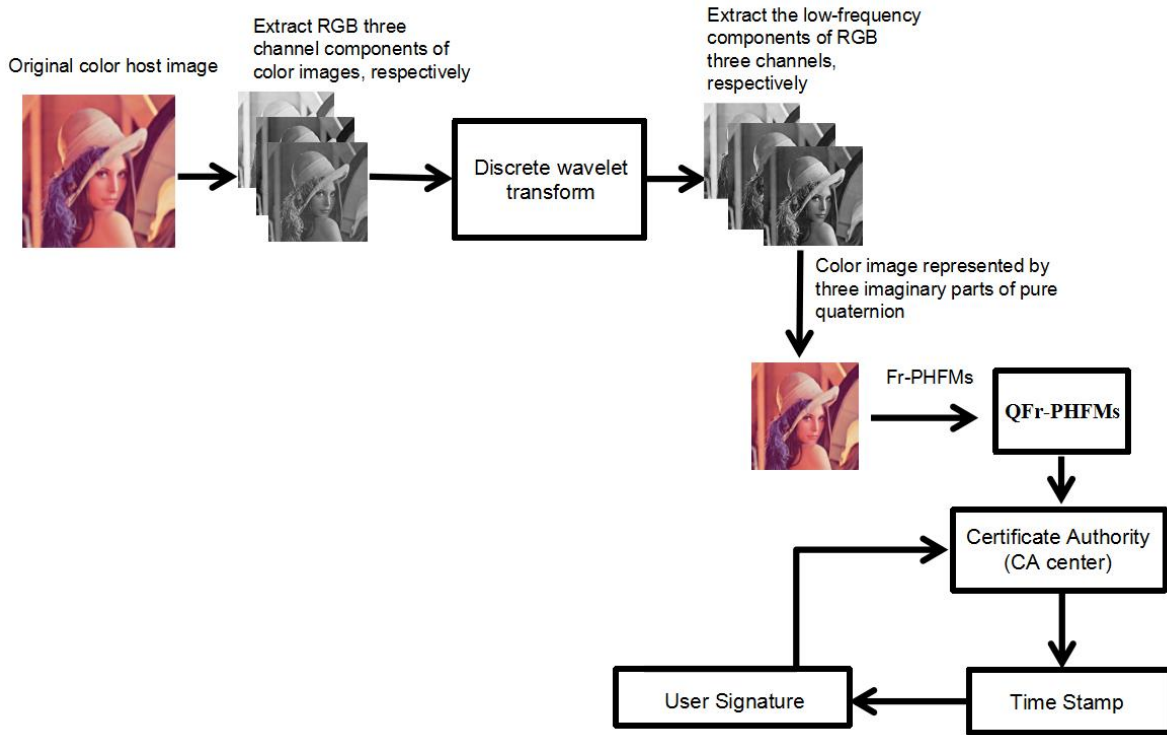 Original color host image
Extract RGB three
channel components of
color images, respectively
Discrete wavelet
transform
Extract the low-frequency
components of RGB
three channels,
respectively
Color image represented by
three imaginary parts of pure
quaternion
Fr-PHFMs
QFr-PHFMs
Certificate Authority
(CA center)
User Signature
Time Stamp